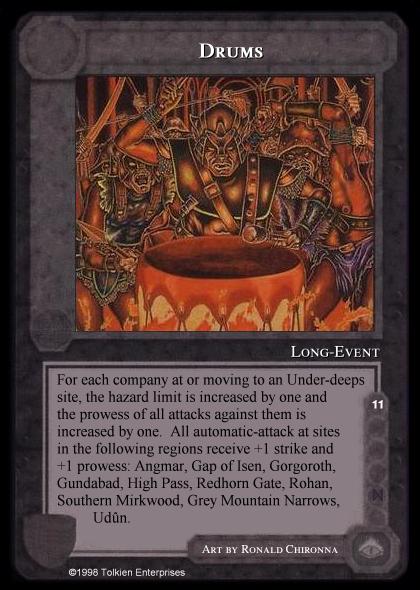 Drums
Long-Event
For each company at or moving to an Under-deeps
site, the hazard limit is increased by one and
the prowess of all attacks against them is
increased by one.  All automatic-attack at sites
in the following regions receive +1 strike and
+1 prowess: Angmar, Gap of Isen, Gorgoroth,
Gundabad, High Pass, Redhorn Gate, Rohan,
Southern Mirkwood, Grey Mountain Narrows,
Udûn.
11
Art by Ronald Chironna
©1998 Tolkien Enterprises